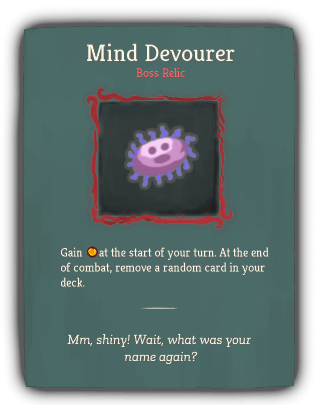 Mind Devourer
Boss Relic
Gain at the start of your turn. At the end
of combat, remove a random card in your
deck.
Mm, shiny! Wait, what was your
name again?